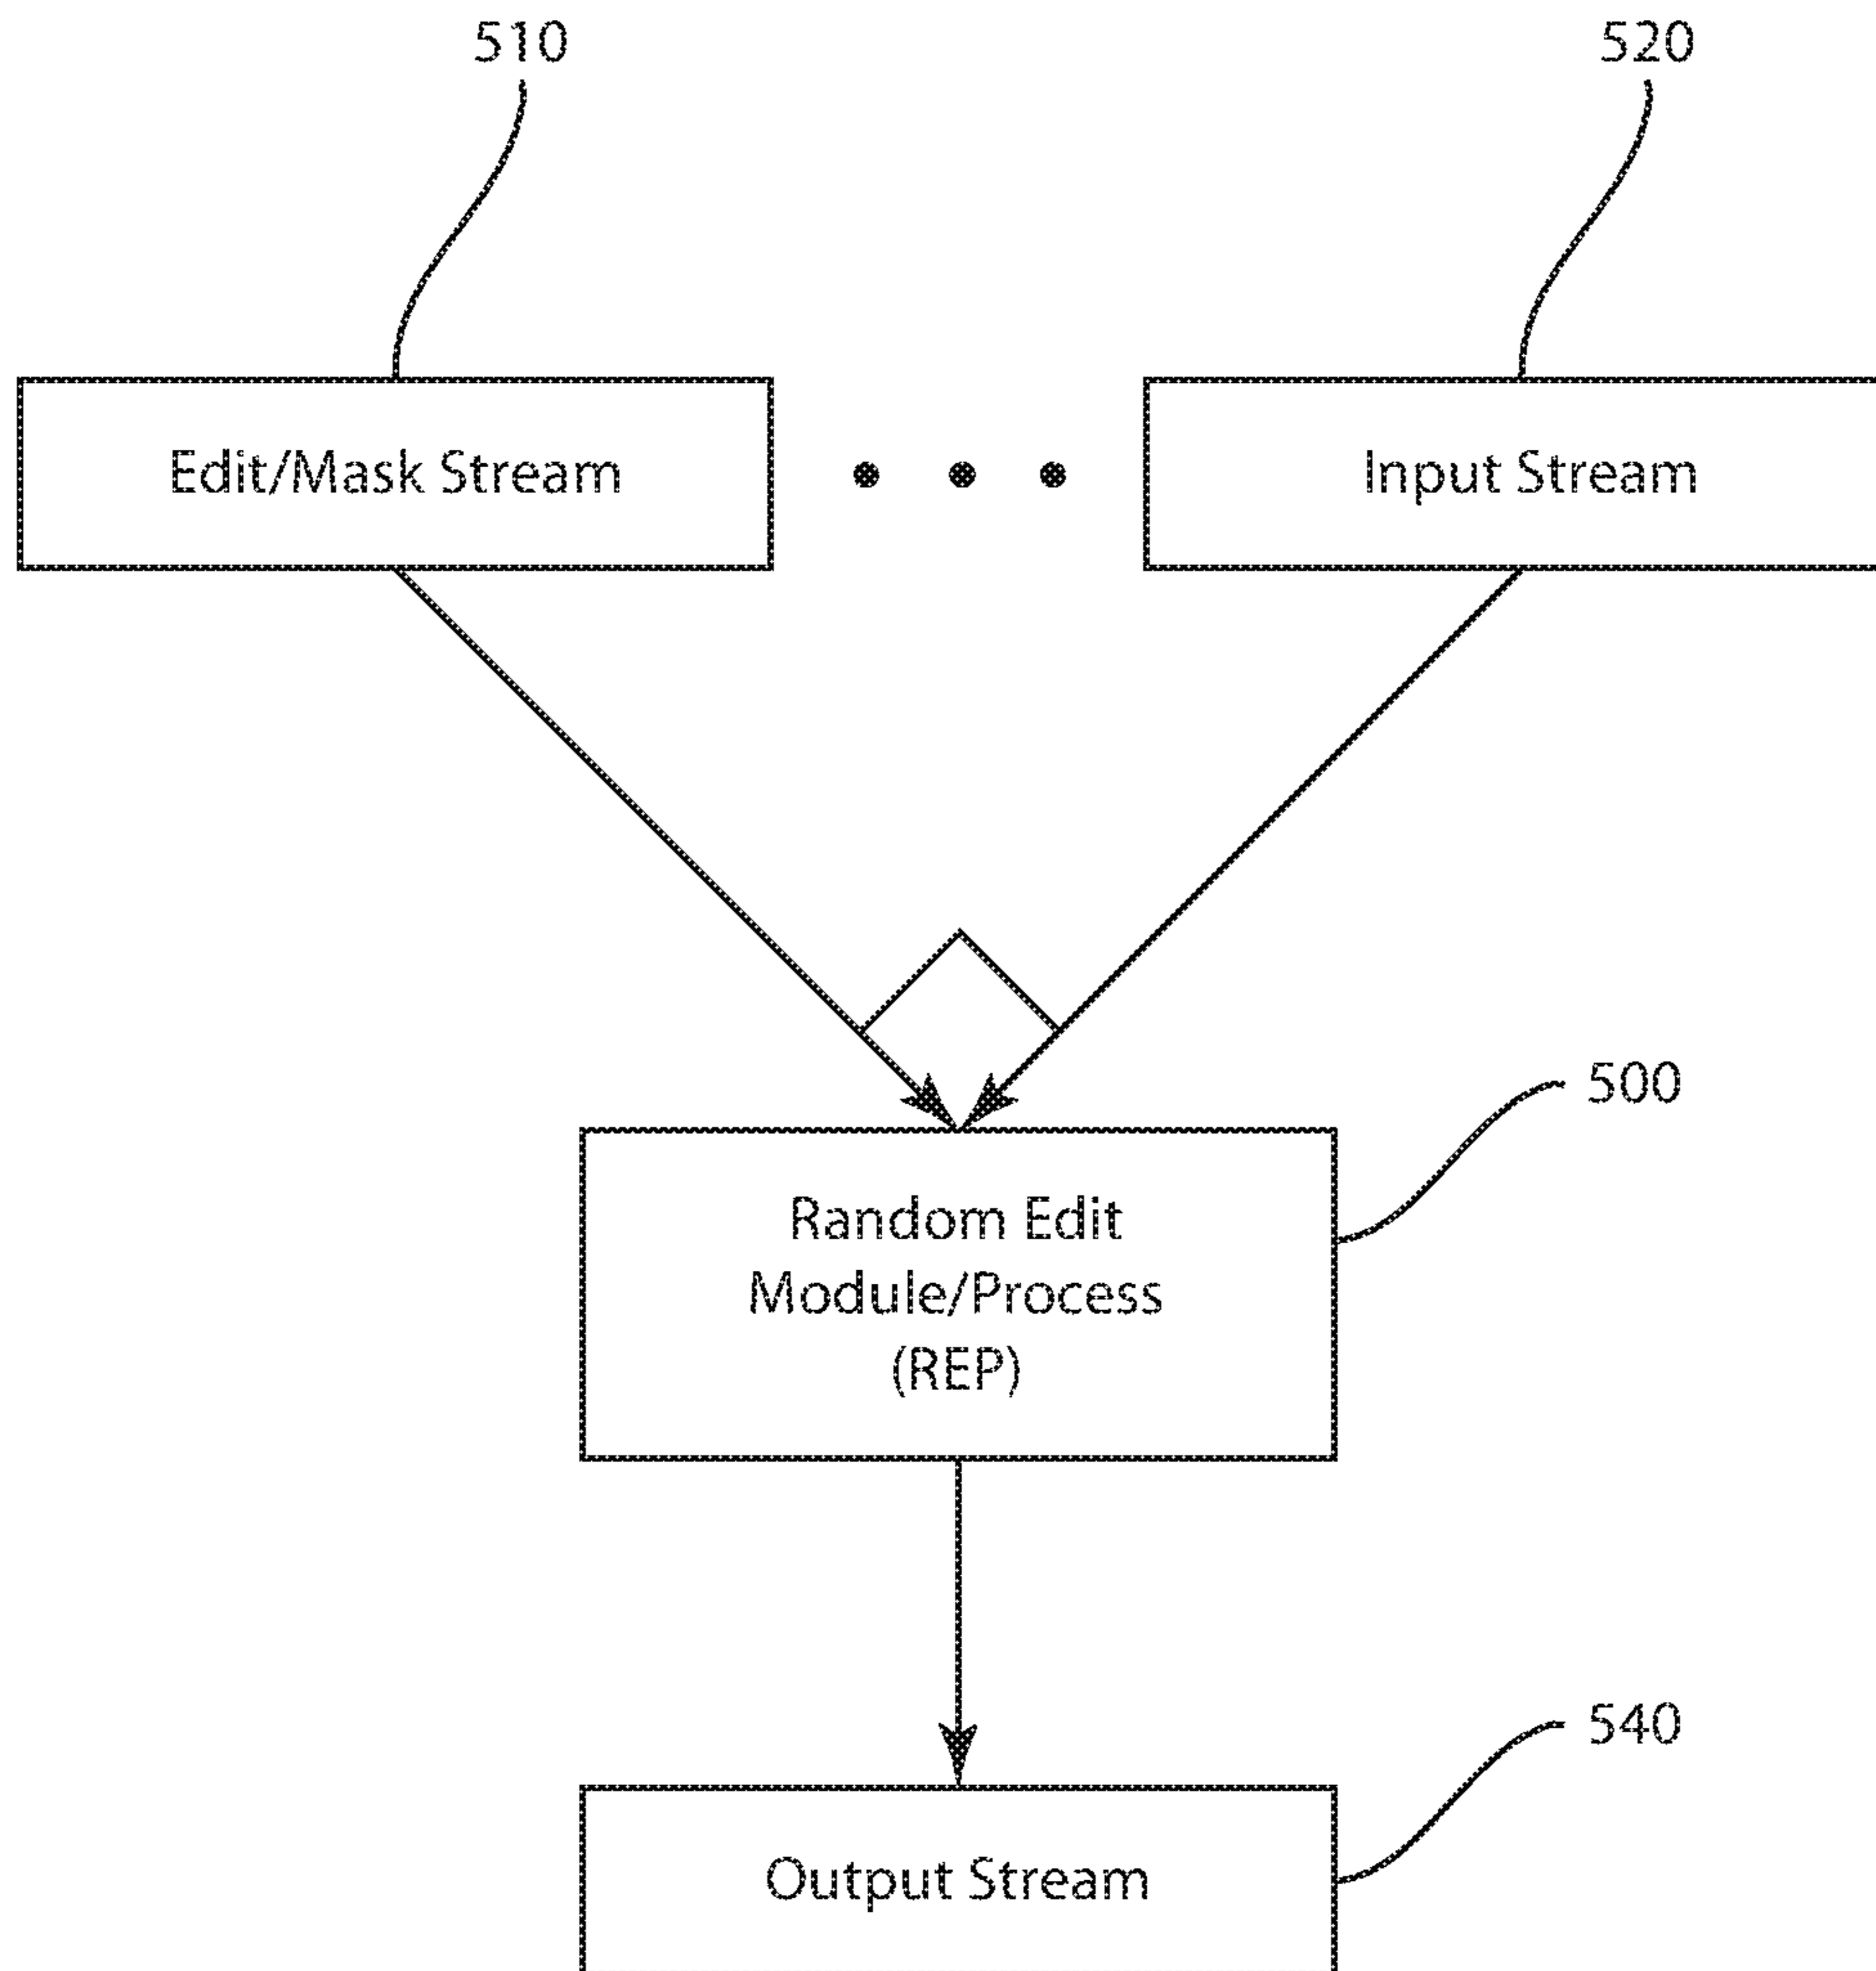 510
520
Edit/Mask Stream
Input Stream
500
Random Edit
Module/Process
(REP)
540
Output Stream